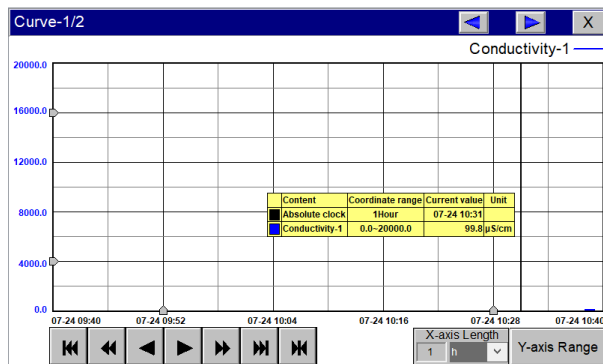 Curve-1/2 X
Conductivity-1
20000.0
16000.0
12000.0
8000.0
4000.0
0.0
Content Coordinate range Current value Unit
Absolute clock 1Hour 07-24 10:31
Conductivity-1 0.0~20000.0 99.8 µS/cm
07-24 09:40 07-24 09:52 07-24 10:04 07-24 10:16 07-24 10:28 07-24 10:40
X-axis Length
1 h
Y-axis Range